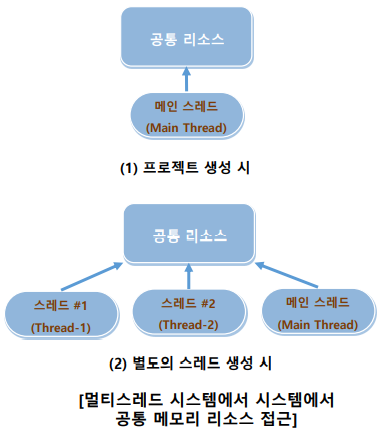 공통 리소스
메인 스레드
(Main Thread)
(1) 프로젝트 생성 시
공통 리소스
스레드 #1
(Thread-1)
스레드 #2
(Thread-2)
메인 스레드
(Main Thread)
(2) 별도의 스레드 생성 시
[멀티스레드 시스템에서 시스템에서
공통 메모리 리소스 접근]